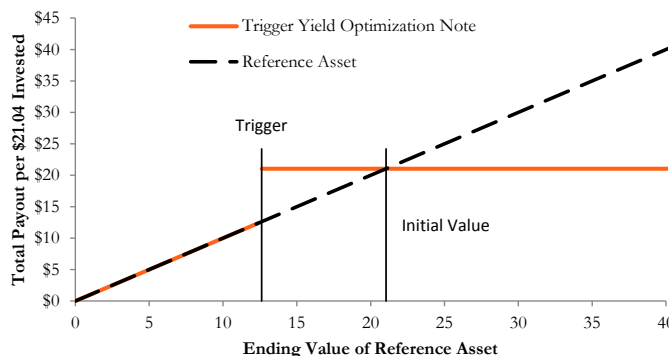 Trigger Yield Optimization Note
Reference Asset
Total Payout per $21.04 Invested
$45
$40
$35
$30
$25
$20
$15
$10
$5
$0
Trigger
Initial Value
0 5 10 15 20 25 30 35 40
Ending Value of Reference Asset